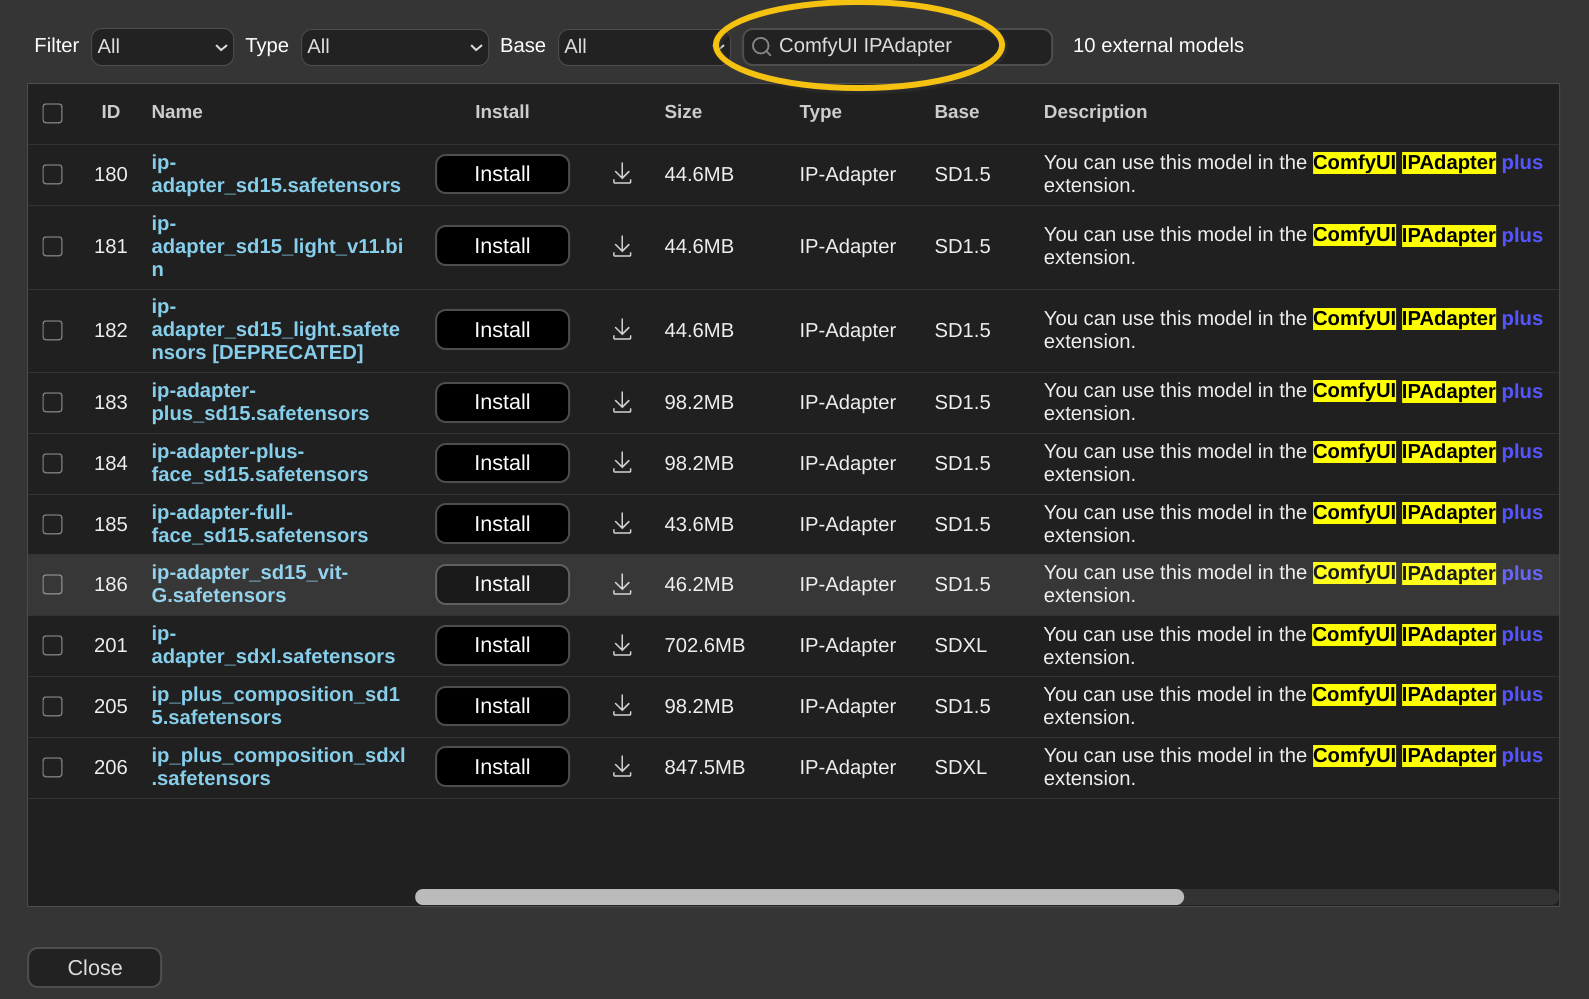 Filter All Type All Base All ComfyUI IPAdapter 10 external models
ID Name Install Size Type Base Description
ip-
adapter_sd15.safetensors
180 Install 44.6MB IP-Adapter SD1.5
You can use this model in the ComfyUI IPAdapter plus
extension.
ip-
adapter_sd15_light_v11.bi
n
181 Install 44.6MB IP-Adapter SD1.5
You can use this model in the ComfyUI IPAdapter plus
extension.
ip-
adapter_sd15_light.safete
nsors [DEPRECATED]
182 Install 44.6MB IP-Adapter SD1.5
You can use this model in the ComfyUI IPAdapter plus
extension.
ip-adapter-
plus_sd15.safetensors
183 Install 98.2MB IP-Adapter SD1.5
You can use this model in the ComfyUI IPAdapter plus
extension.
ip-adapter-plus-
face_sd15.safetensors
184 Install 98.2MB IP-Adapter SD1.5
You can use this model in the ComfyUI IPAdapter plus
extension.
ip-adapter-full-
face_sd15.safetensors
185 Install 43.6MB IP-Adapter SD1.5
You can use this model in the ComfyUI IPAdapter plus
extension.
ip-adapter_sd15_vit-
G.safetensors
186 Install 46.2MB IP-Adapter SD1.5
You can use this model in the ComfyUI IPAdapter plus
extension.
ip-
adapter_sdxl.safetensors
201 Install 702.6MB IP-Adapter SDXL
You can use this model in the ComfyUI IPAdapter plus
extension.
ip_plus_composition_sd1
5.safetensors
205 Install 98.2MB IP-Adapter SD1.5
You can use this model in the ComfyUI IPAdapter plus
extension.
ip_plus_composition_sdxl
.safetensors
206 Install 847.5MB IP-Adapter SDXL
You can use this model in the ComfyUI IPAdapter plus
extension.
Close